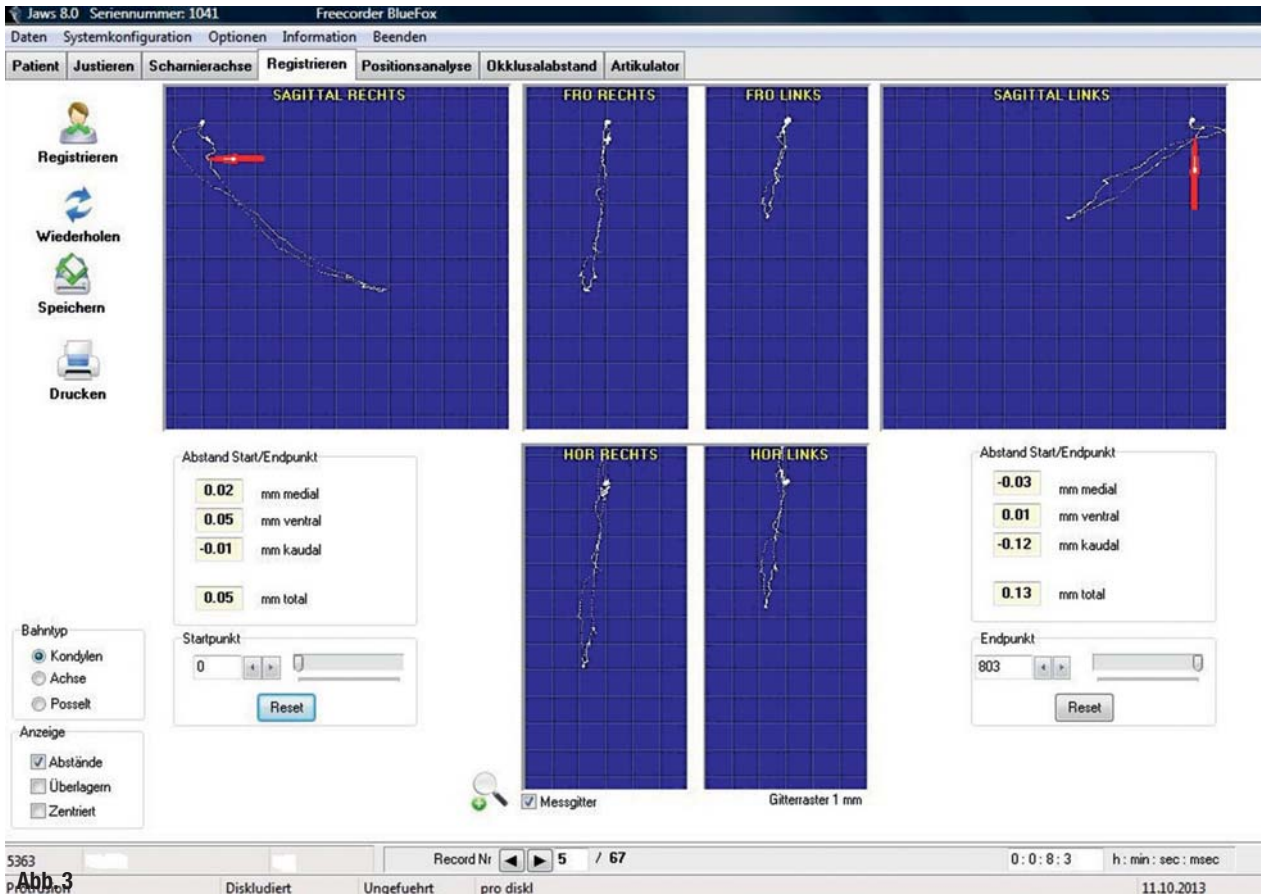 Jaws 8.0 Seriennummer: 1041 Freecorder BlueFox
Daten Systemkonfiguration Optionen Information Beenden
Patient Justieren Scharnierachse Registrieren Positionsanalyse Okklusalabstand Artikulator
SAGITTAL RECHTS FRO RECHTS FRO LINKS SAGITTAL LINKS
Registrieren
Wiederholen
Speichern
Drucken
HOR RECHTS HOR LINKS
Abstand Start/Endpunkt
0.02 mm medial
0.05 mm ventral
-0.01 mm kaudal
0.05 mm total
Abstand Start/Endpunkt
-0.03 mm medial
0.01 mm ventral
-0.12 mm kaudal
0.13 mm total
Bahntyp
Kondylen
Achse
Posselt
Startpunkt
0
Reset
Endpunkt
803
Reset
Anzeige
Abstände
Überlagern
Zentriert
Messgitter Gitterraster 1 mm
5363 Record Nr 5 / 67 0:0:8:3 h : min : sec : msec
Abb. 3
Protrusion Diskludiert Ungefuehrt pro diskl 11.10.2013